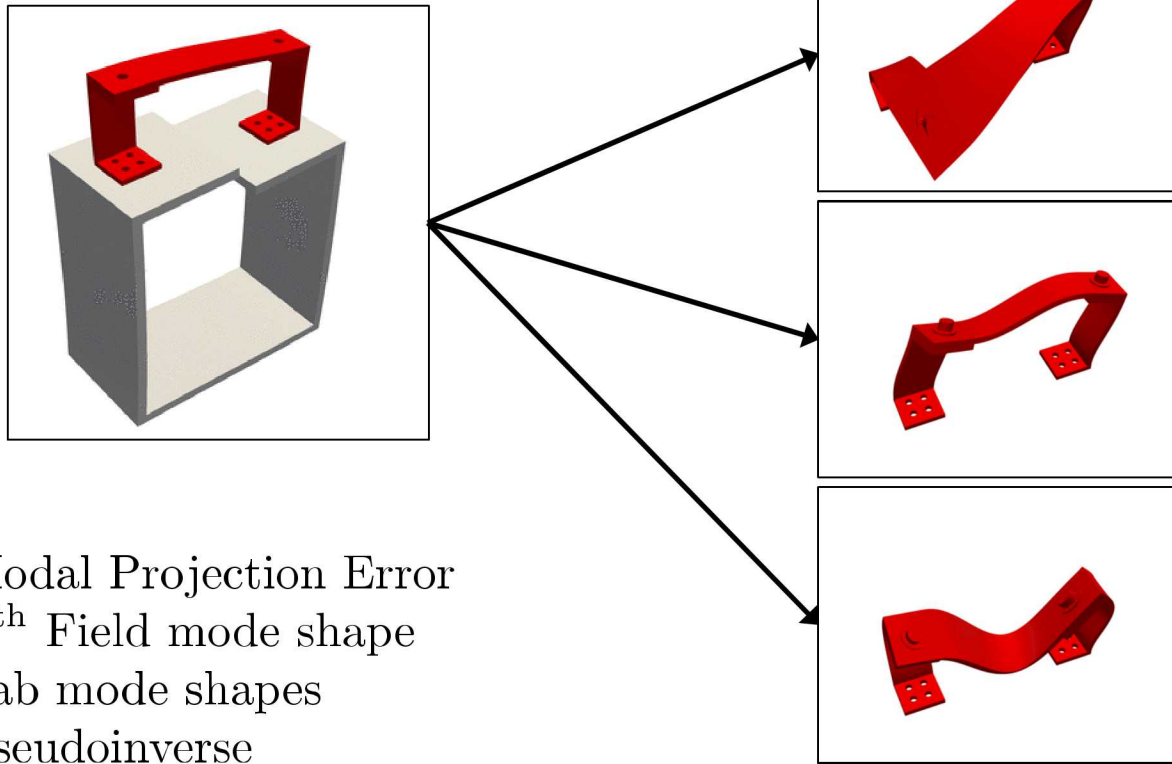 odal Projection Error
th Field mode shape
ab mode shapes
seudoinverse